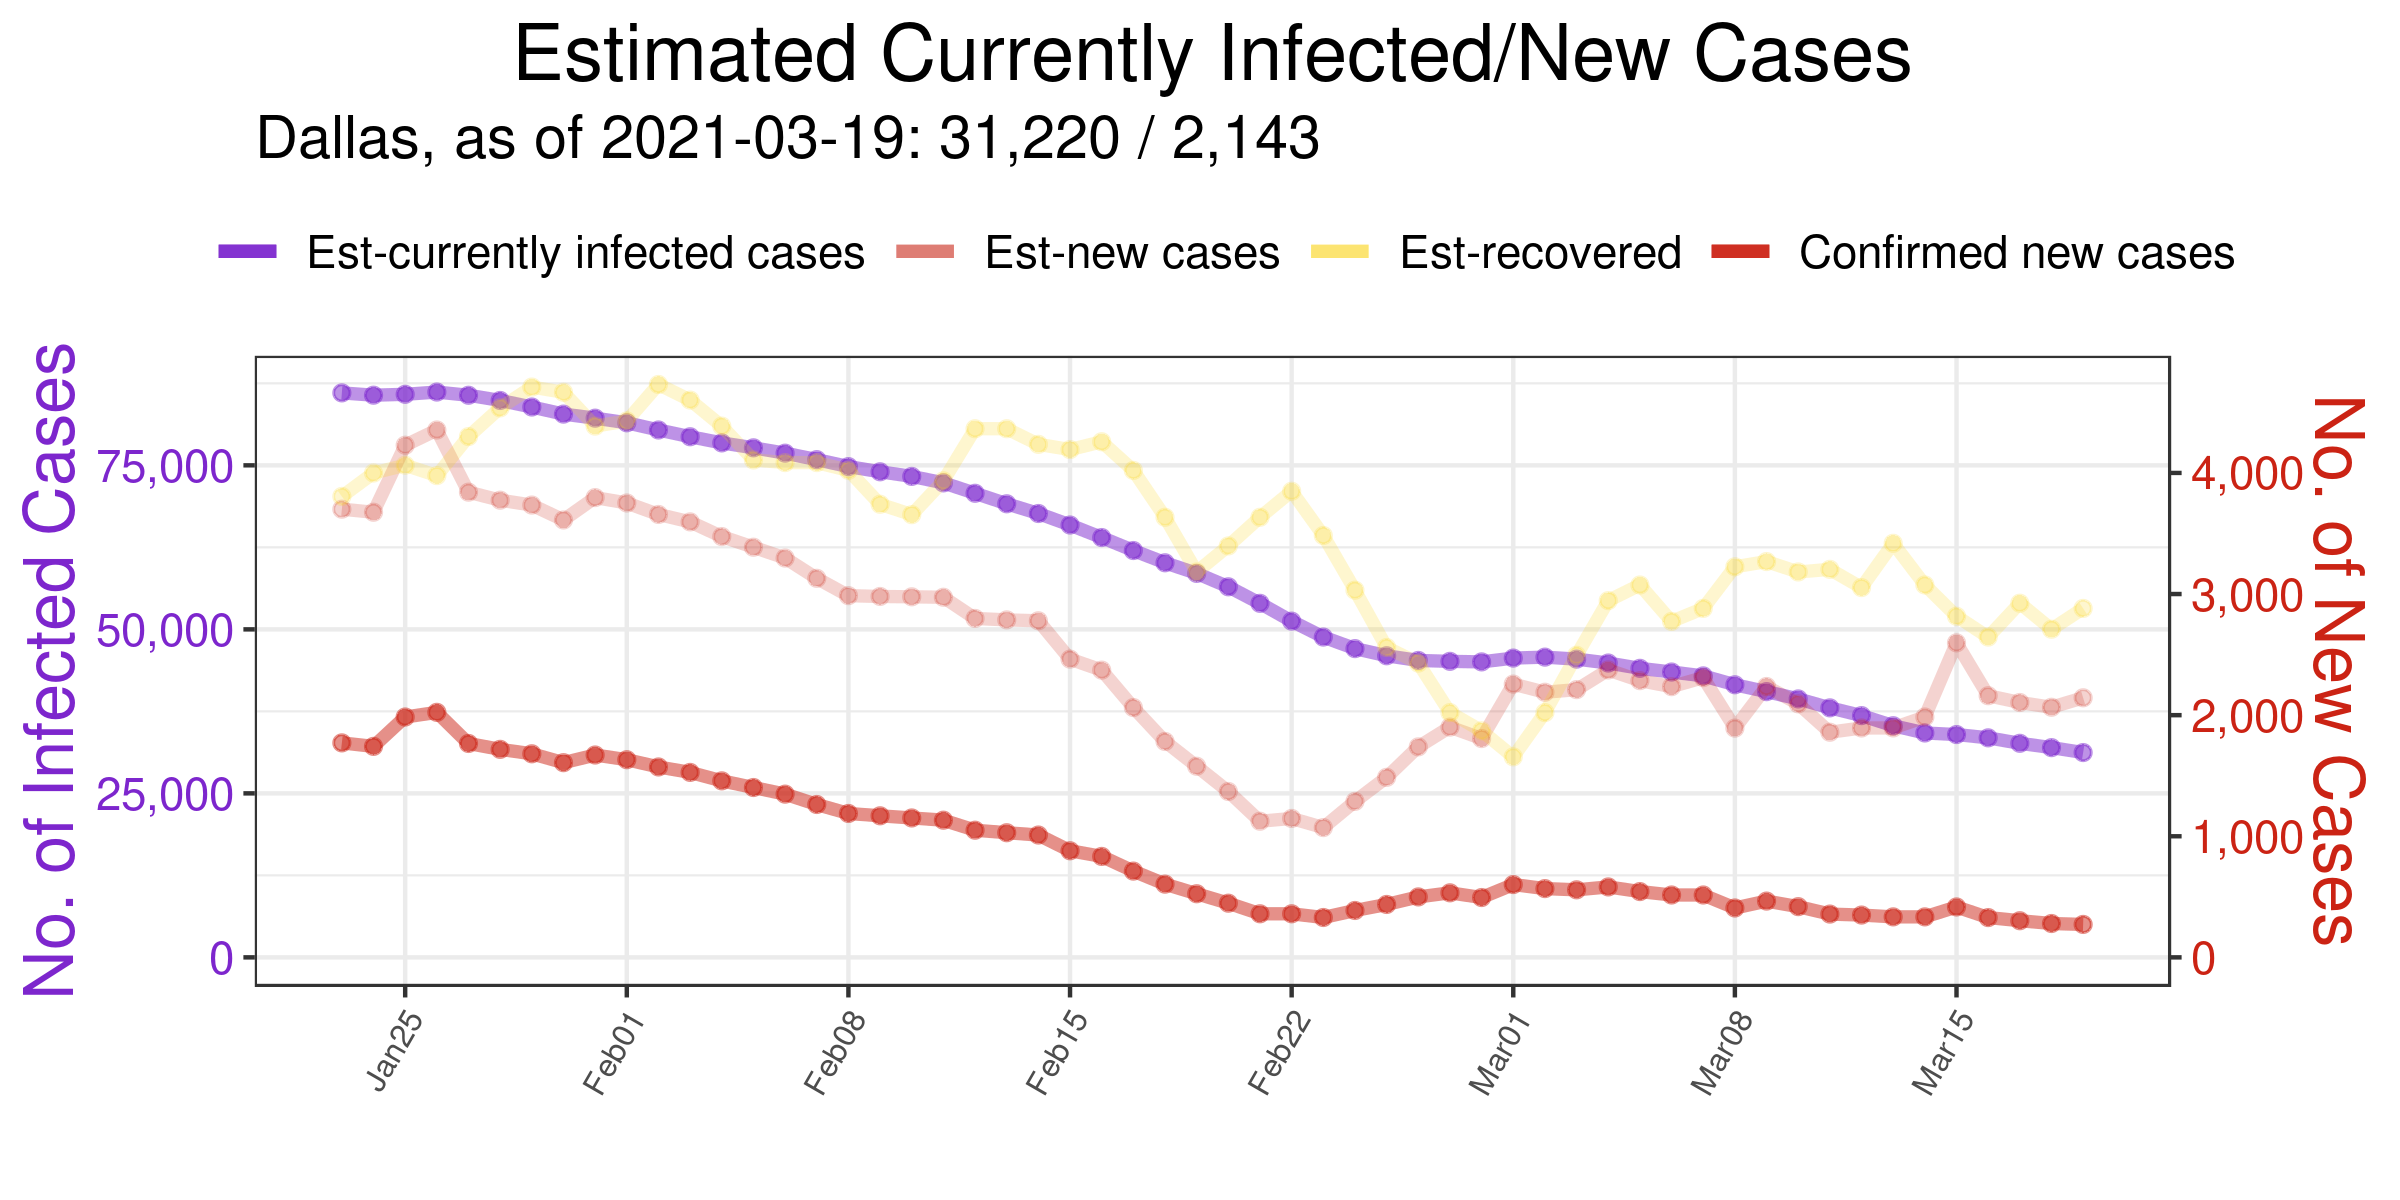 Estimated Currently Infected/New Cases
Dallas, as of 2021-03-19: 31,220 / 2,143
Est-currently infected cases Est-new cases Est-recovered Confirmed new cases
No. of Infected Cases
75,000
50,000
25,000
0
4,000
3,000
2,000
1,000
0
No. of New Cases
Jan25 Feb01 Feb08 Feb15 Feb22 Mar01 Mar08 Mar15